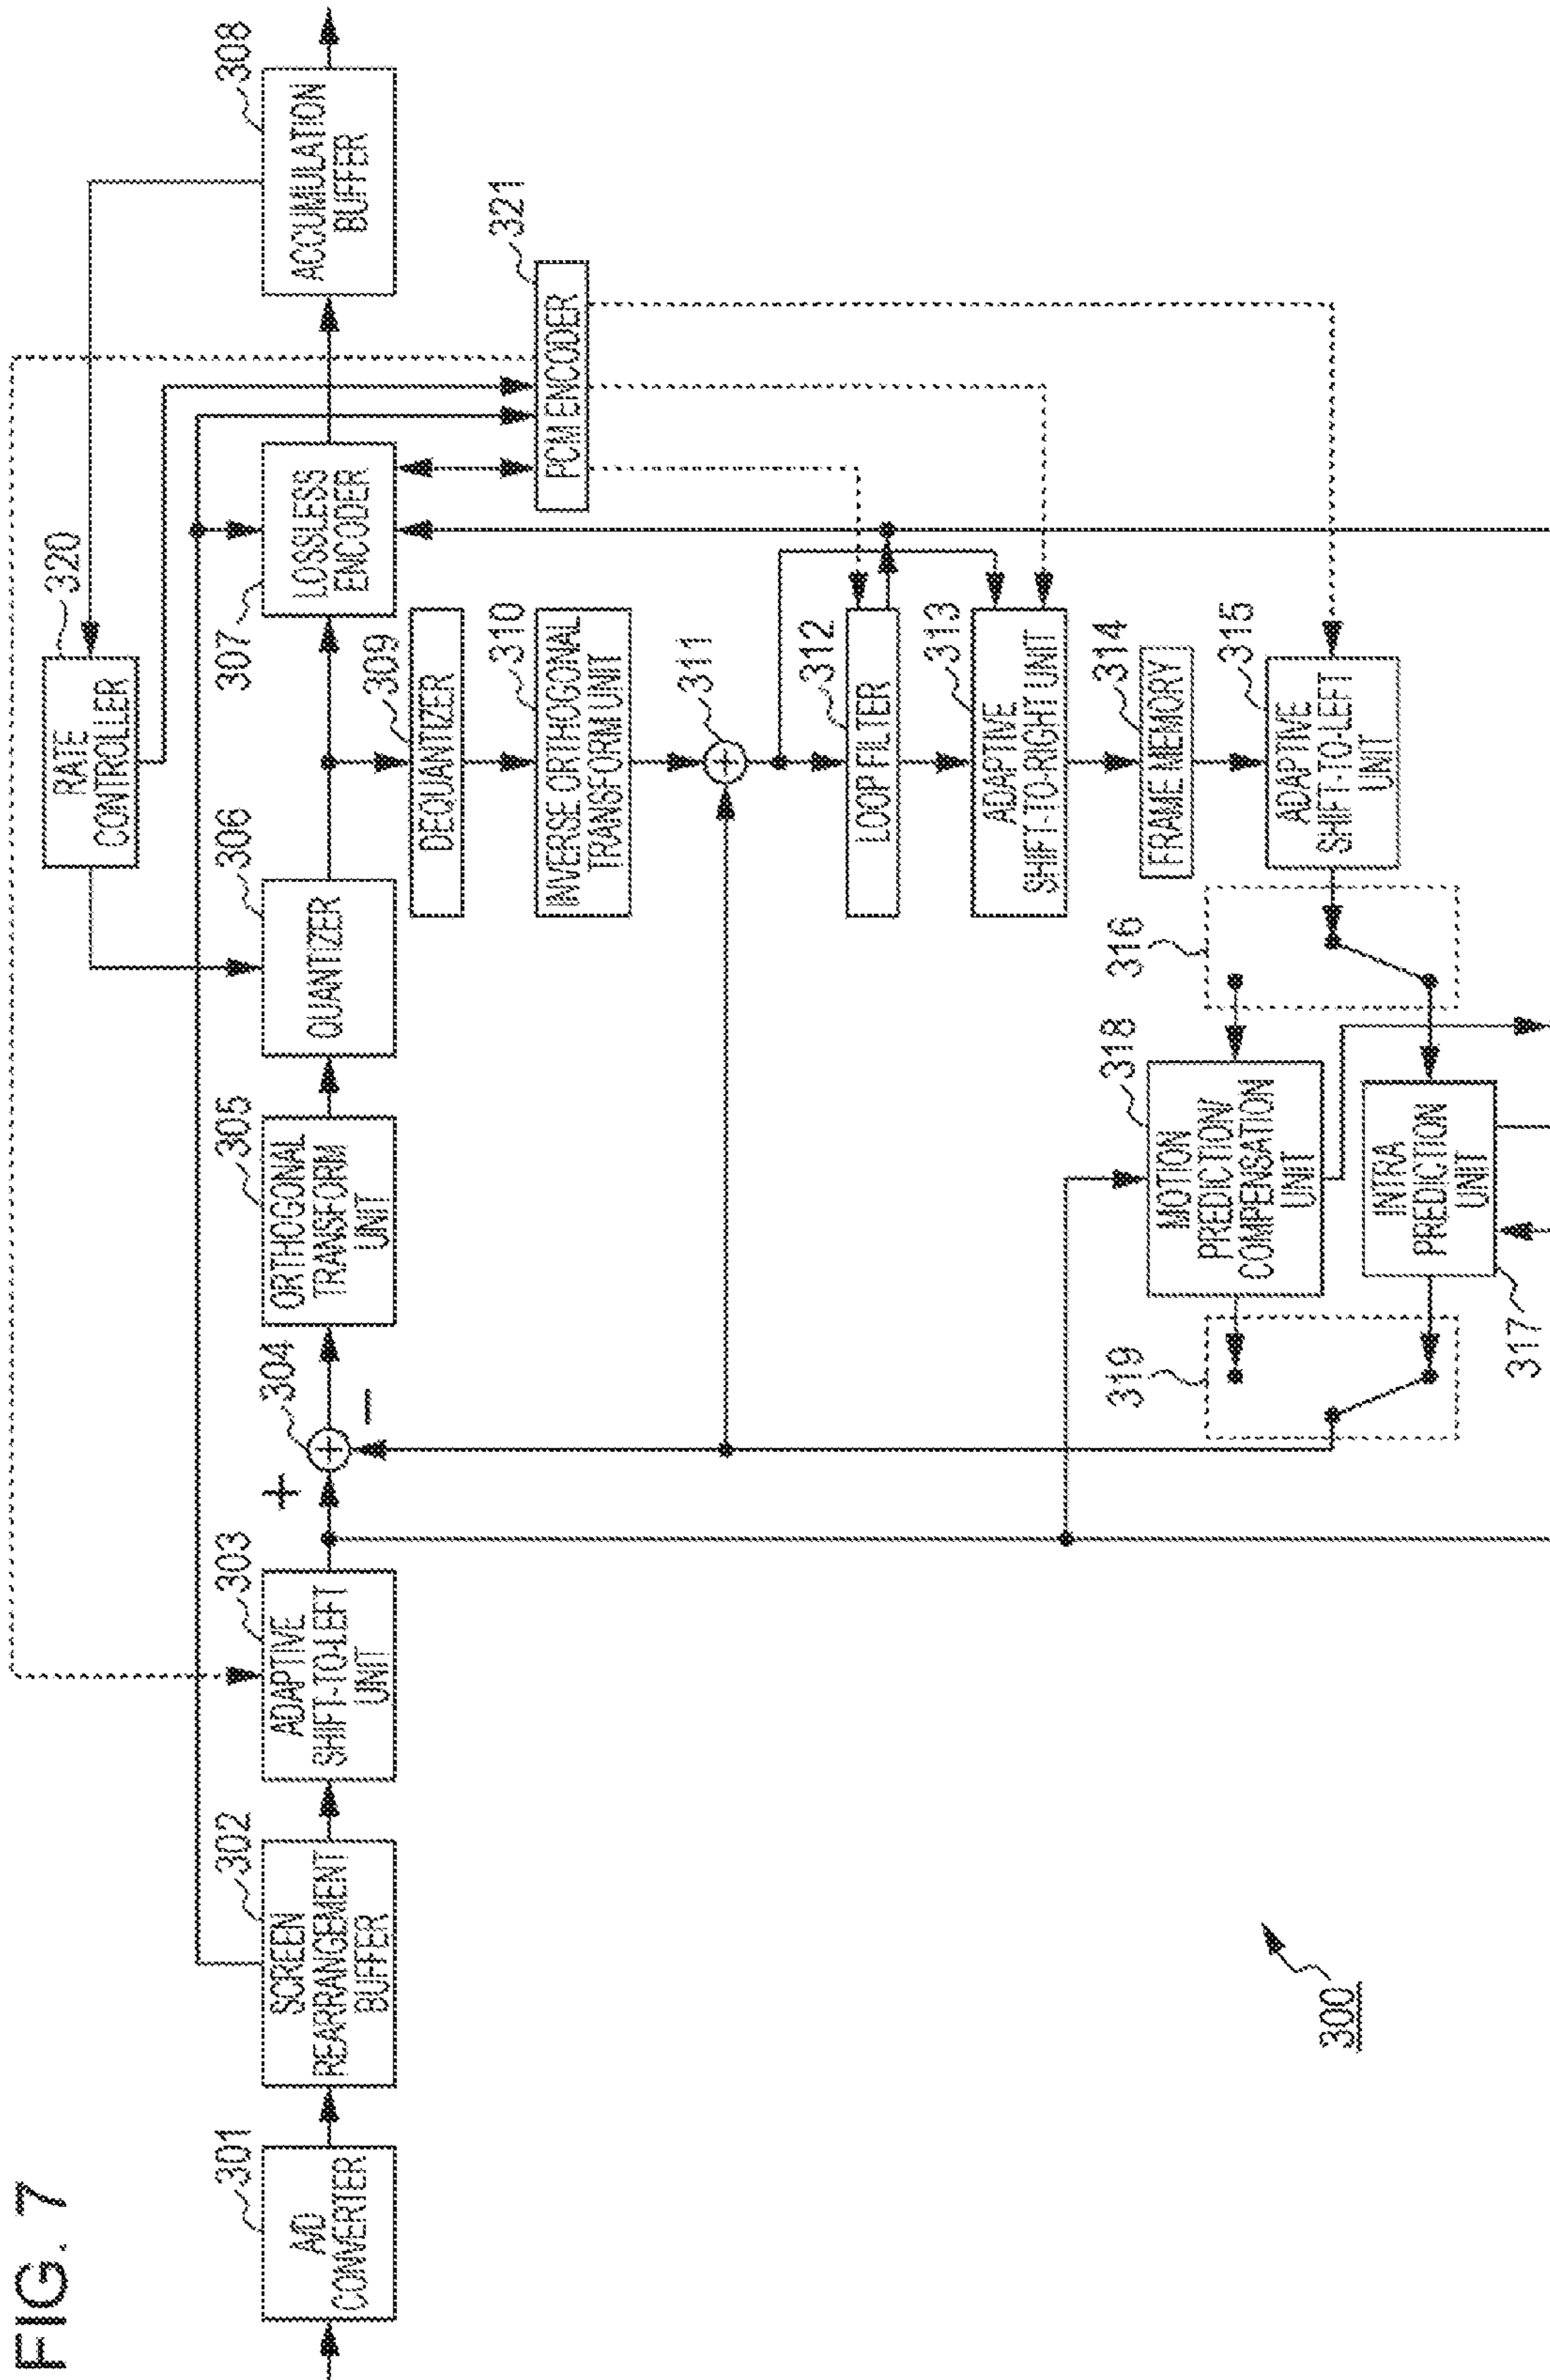 FIG. 7
301
A/D
CONVERTER
302
SCREEN
REARRANGEMENT
BUFFER
303
ADAPTIVE
SHIFT-TO-LEFT
UNIT
+
304
−
305
ORTHOGONAL
TRANSFORM
UNIT
306
QUANTIZER
320
RATE
CONTROLLER
307
LOSSLESS
ENCODER
308
ACCUMULATION
BUFFER
321
PCM ENCODER
309
DEQUANTIZER
310
INVERSE ORTHOGONAL
TRANSFORM UNIT
311
312
LOOP FILTER
313
ADAPTIVE
SHIFT-TO-RIGHT UNIT
314
FRAME MEMORY
315
ADAPTIVE
SHIFT-TO-LEFT
UNIT
316
318
MOTION
PREDICTION/
COMPENSATION
UNIT
INTRA
PREDICTION
UNIT
317
319
300